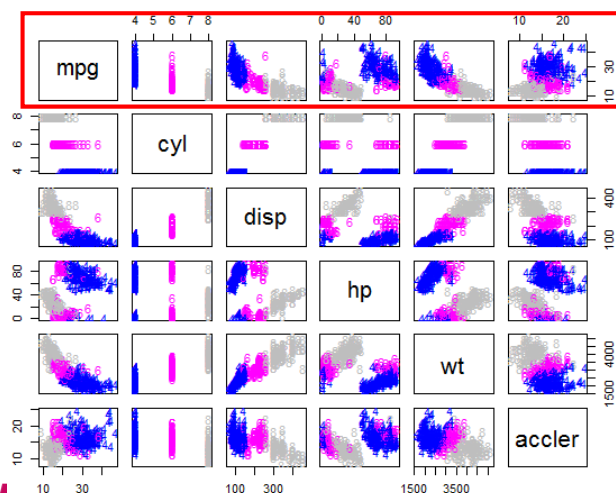 4 5 6 7 8 0 40 80 10 20
mpg 10 30
4 6 8 cyl
disp 100 400
0 40 80 hp
wt 1500 4000
10 20 accler
10 30 100 300 1500 3500